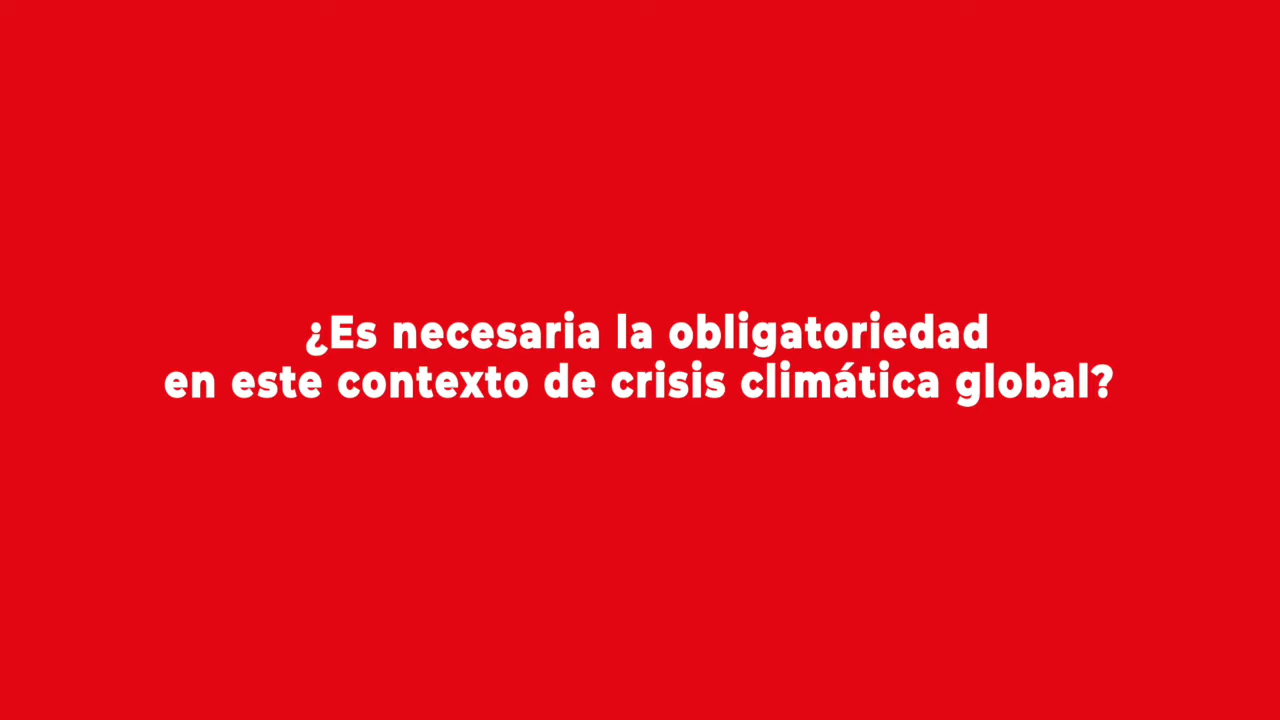 ¿Es necesaria la obligatoriedad
en este contexto de crisis climática global?